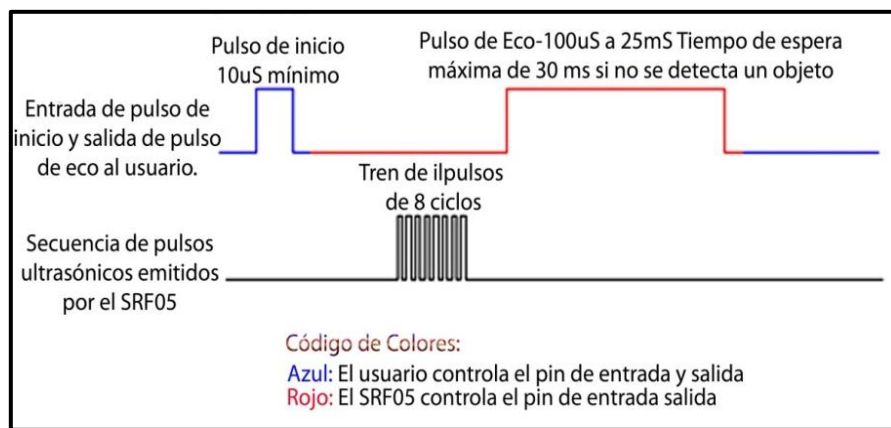 Pulso de inicio
10uS mínimo
Pulso de Eco-100uS a 25mS Tiempo de espera
máxima de 30 ms si no se detecta un objeto
Entrada de pulso de
inicio y salida de pulso
de eco al usuario.
Tren de ilpulsos
de 8 ciclos
Secuencia de pulsos
ultrasónicos emitidos
por el SRF05
Código de Colores:
Azul: El usuario controla el pin de entrada y salida
Rojo: El SRF05 controla el pin de entrada salida